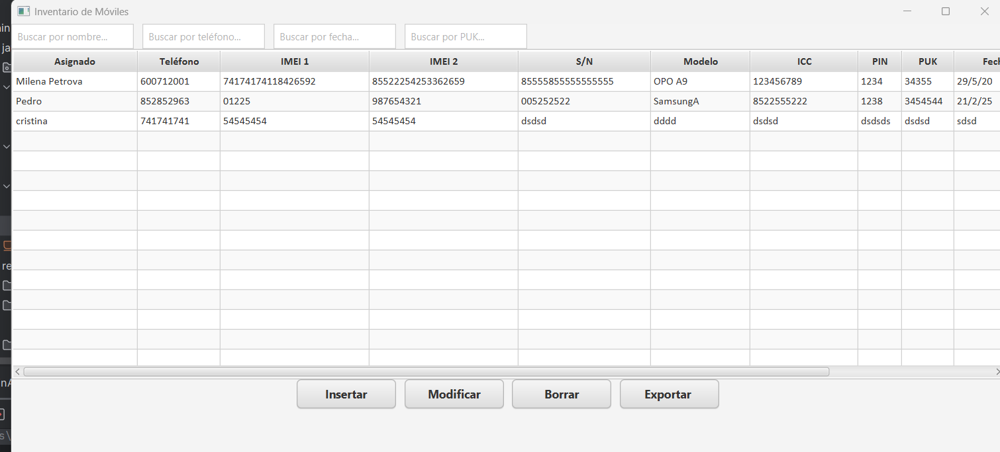 Inventario de Móviles
Buscar por nombre... Buscar por teléfono... Buscar por fecha... Buscar por PUK...
Asignado Teléfono IMEI 1 IMEI 2 S/N Modelo ICC PIN PUK Fech
Milena Petrova 600712001 74174174118426592 85522254253362659 85555855555555555 OPO A9 123456789 1234 34355 29/5/20
Pedro 852852963 01225 987654321 005252522 SamsungA 8522555222 1238 3454544 21/2/25
cristina 741741741 54545454 54545454 dsdsd dddd dsdsd dsdsds dsdsd sdsd
Insertar Modificar Borrar Exportar